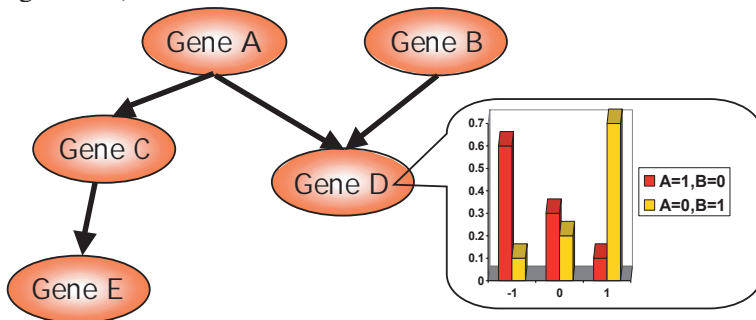 Gene A
Gene B
Gene C
Gene D
Gene E
0.7
0.6
0.5
0.4
0.3
0.2
0.1
0
-1 0 1
A=1,B=0
A=0,B=1